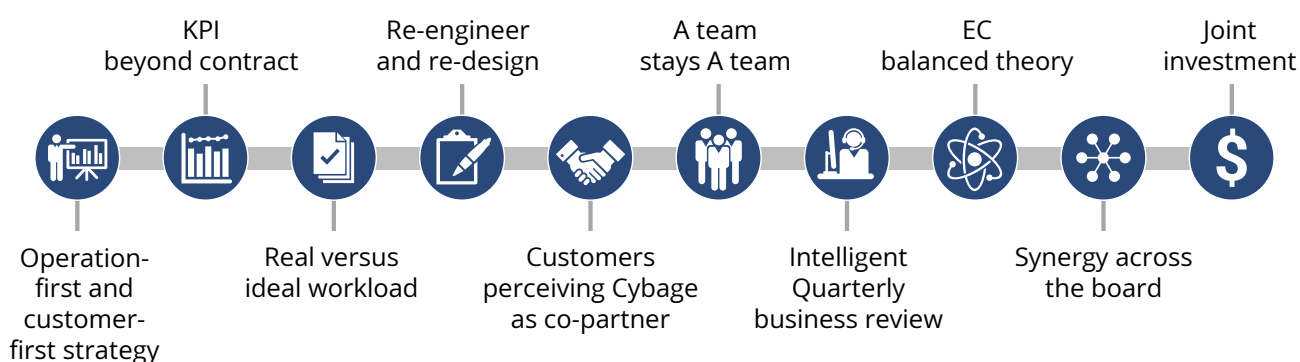 KPI
beyond contract
Re-engineer
and re-design
A team
stays A team
EC
balanced theory
Joint
investment
$
Operation-
first and
customer-
first strategy
Real versus
ideal workload
Customers
perceiving Cybage
as co-partner
Intelligent
Quarterly
business review
Synergy across
the board